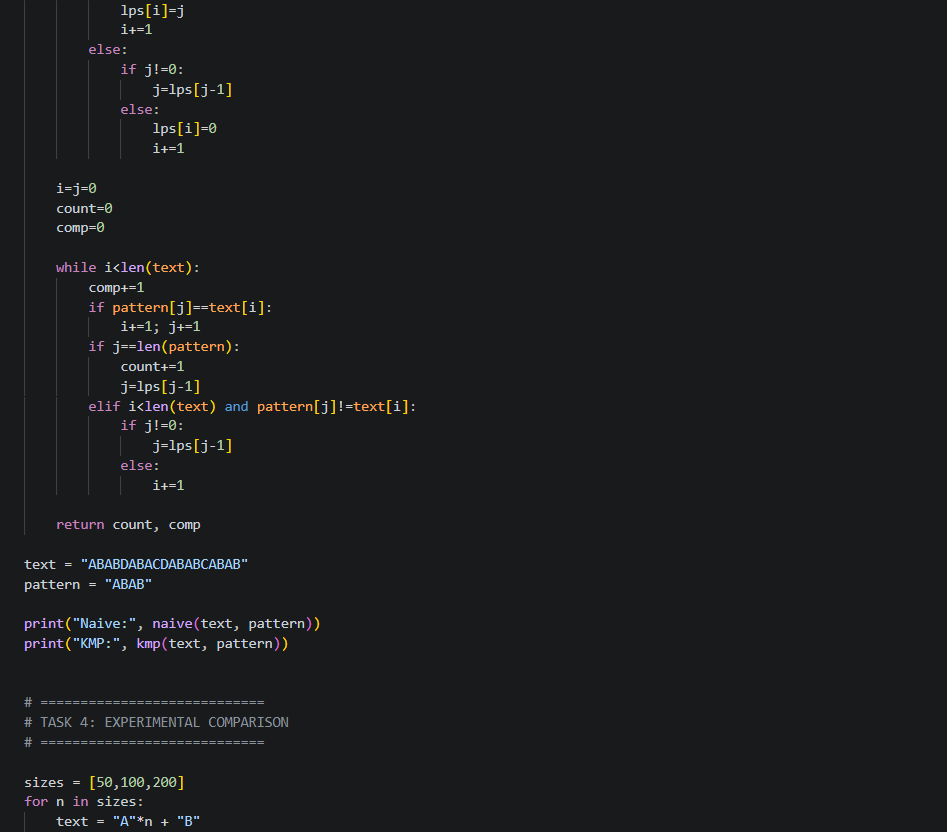 lps[i]=j
i+=1
else:
if j!=0:
j=lps[j-1]
else:
lps[i]=0
i+=1
i=j=0
count=0
comp=0
while i<len(text):
comp+=1
if pattern[j]==text[i]:
i+=1; j+=1
if j==len(pattern):
count+=1
j=lps[j-1]
elif i<len(text) and pattern[j]!=text[i]:
if j!=0:
j=lps[j-1]
else:
i+=1
return count, comp
text = "ABABDABACDABABCABAB"
pattern = "ABAB"
print("Naive:", naive(text, pattern))
print("KMP:", kmp(text, pattern))
# ============================
# TASK 4: EXPERIMENTAL COMPARISON
# ============================
sizes = [50,100,200]
for n in sizes:
text = "A"*n + "B"